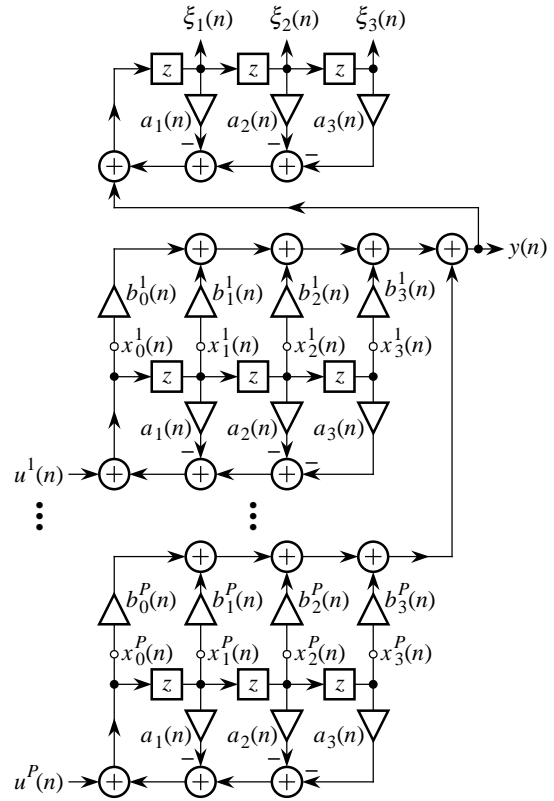 ξ₁(n) ξ₂(n) ξ₃(n)
z z z
a₁(n) a₂(n) a₃(n)
− − −
+ + +
+ + + + y(n)
b₀¹(n) b₁¹(n) b₂¹(n) b₃¹(n)
x₀¹(n) x₁¹(n) x₂¹(n) x₃¹(n)
z z z
a₁(n) a₂(n) a₃(n)
− − −
u¹(n) + + +
+ + +
b₀ᴾ(n) b₁ᴾ(n) b₂ᴾ(n) b₃ᴾ(n)
x₀ᴾ(n) x₁ᴾ(n) x₂ᴾ(n) x₃ᴾ(n)
z z z
a₁(n) a₂(n) a₃(n)
− − −
uᴾ(n) + + +